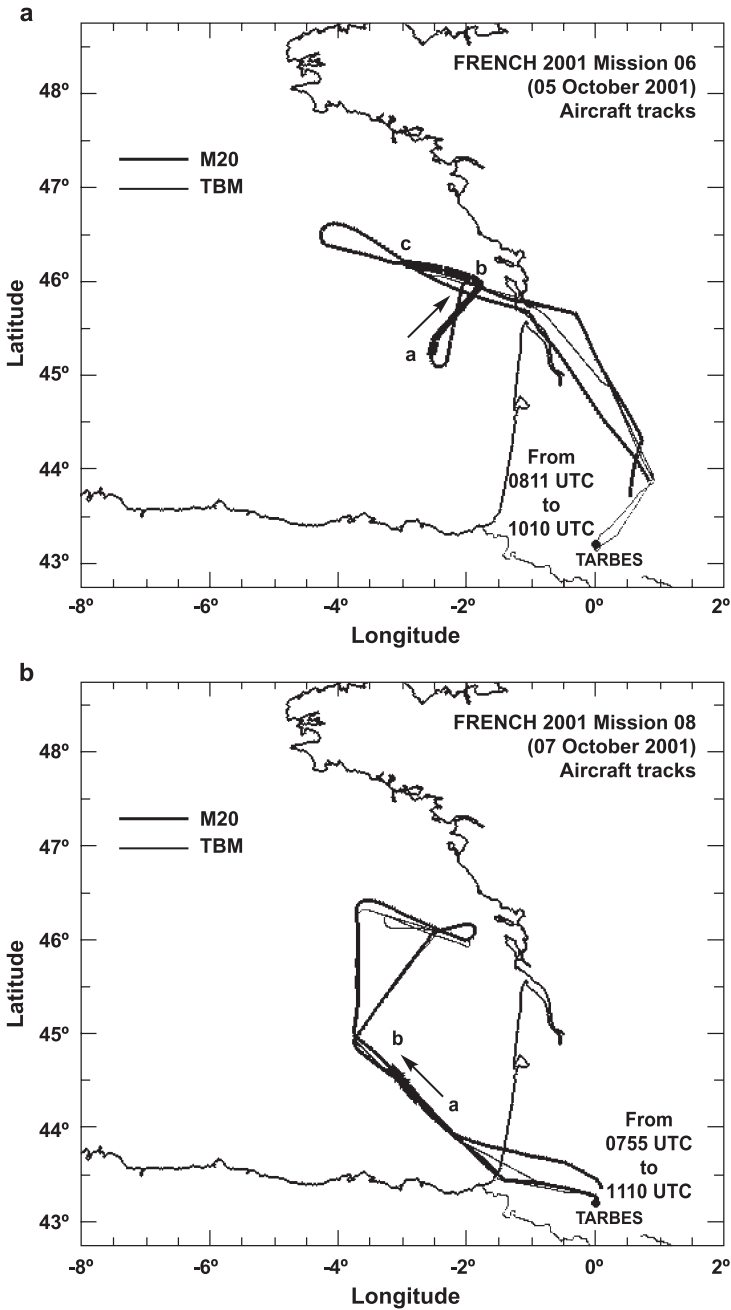 a
FRENCH 2001 Mission 06
(05 October 2001)
Aircraft tracks
48º
M20
TBM
47º
c
b
46º
Latitude
a
45º
44º
From
0811 UTC
to
1010 UTC
43º
TARBES
-8º -6º -4º -2º 0º 2º
Longitude
b
FRENCH 2001 Mission 08
(07 October 2001)
Aircraft tracks
48º
M20
TBM
47º
46º
Latitude
45º
b
a
44º
From
0755 UTC
to
1110 UTC
43º
TARBES
-8º -6º -4º -2º 0º 2º
Longitude